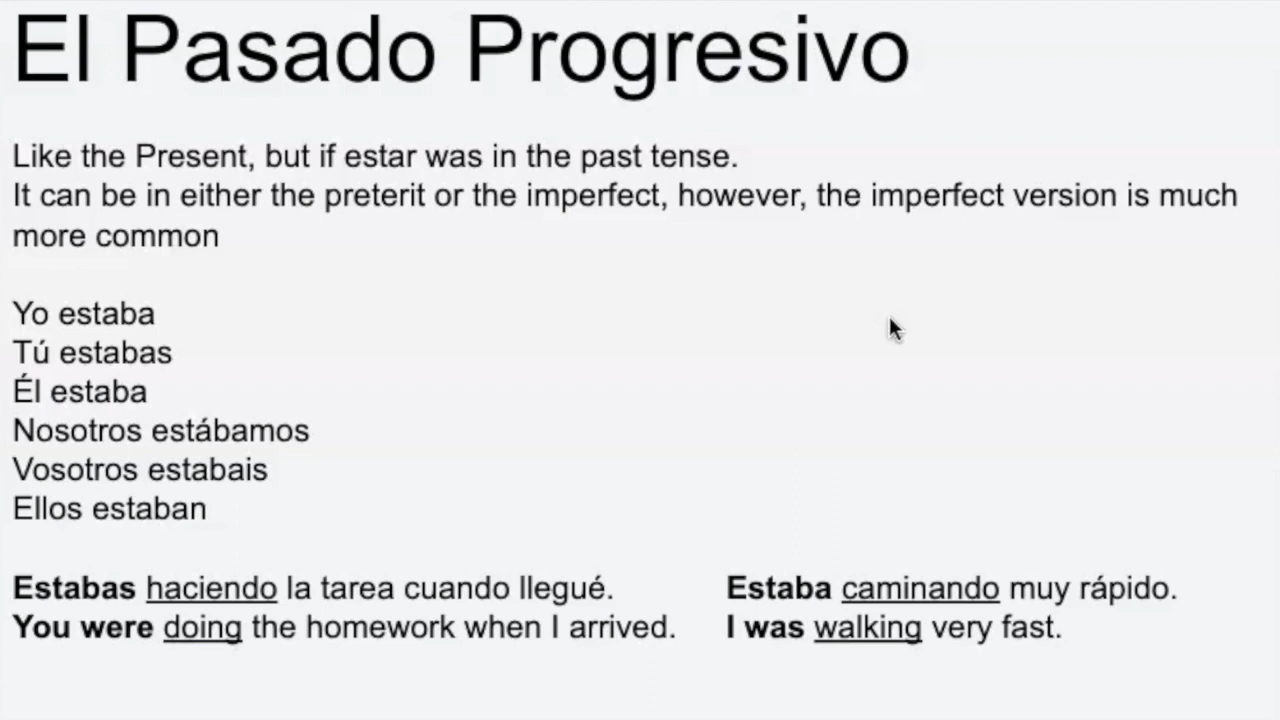 El Pasado Progresivo
Like the Present, but if estar was in the past tense.
It can be in either the preterit or the imperfect, however, the imperfect version is much
more common
Yo estaba
Tú estabas
Él estaba
Nosotros estábamos
Vosotros estabais
Ellos estaban
Estabas haciendo la tarea cuando llegué.
You were doing the homework when I arrived.
Estaba caminando muy rápido.
I was walking very fast.